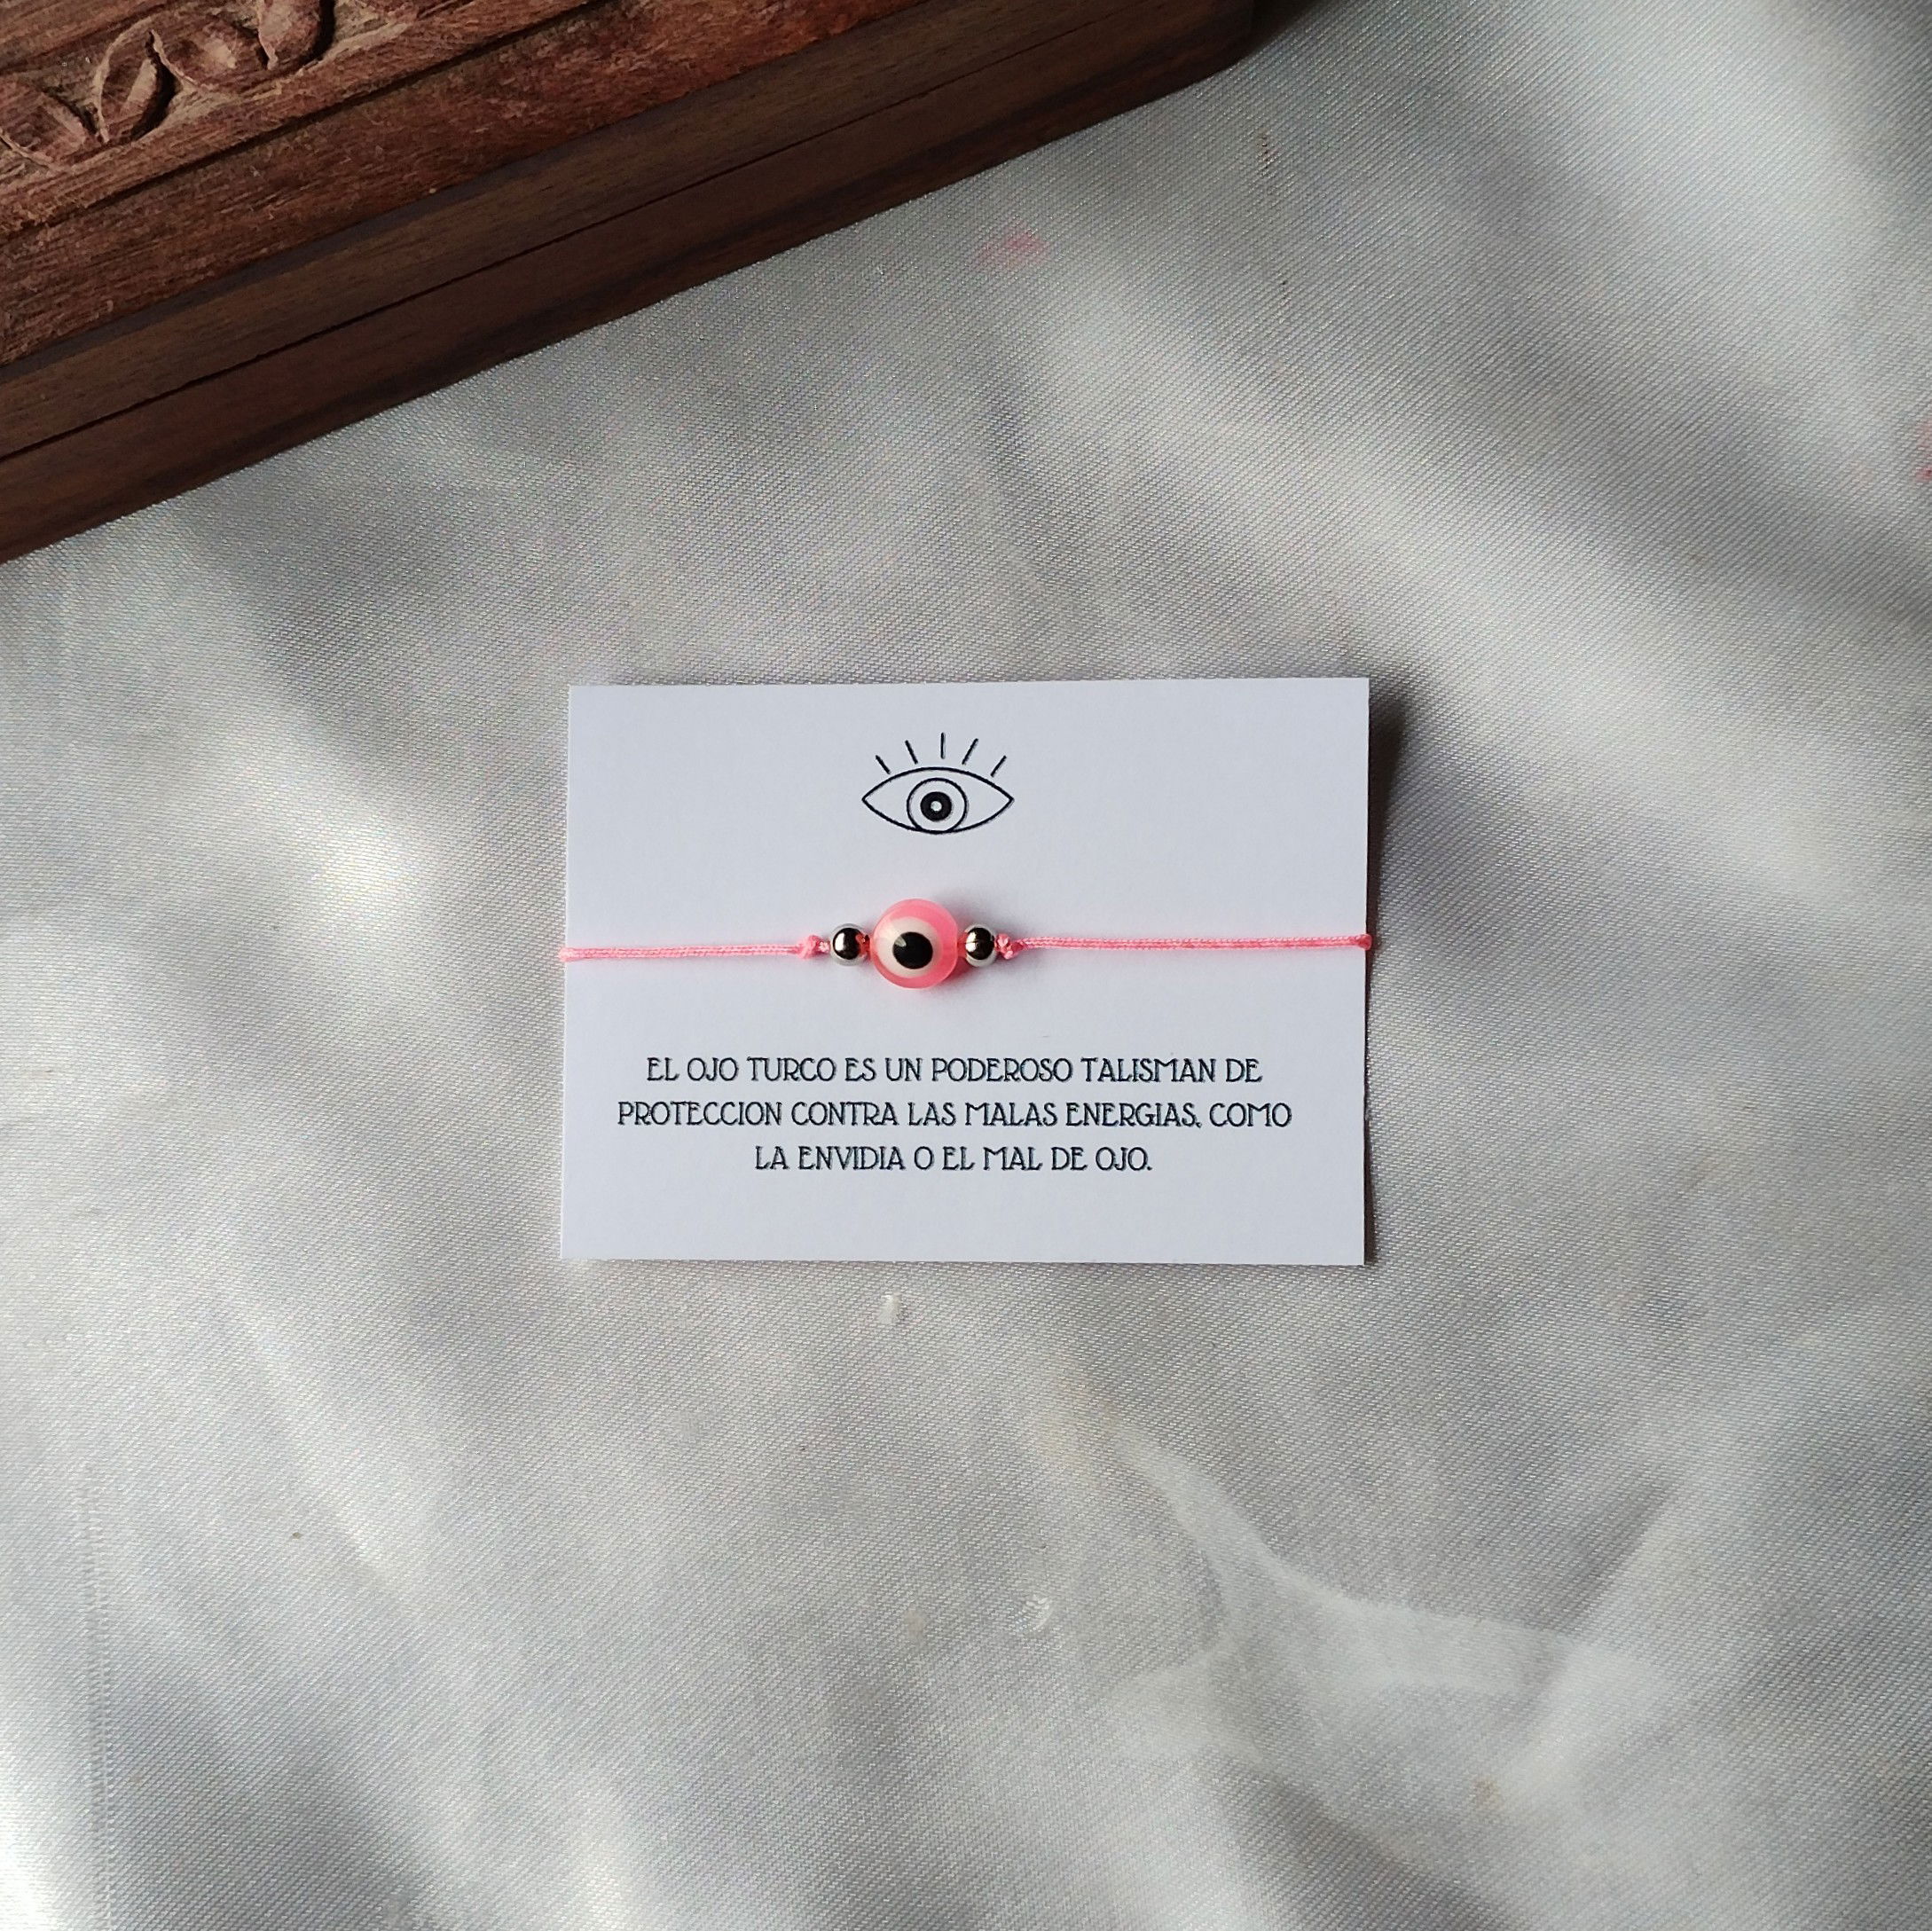 EL OJO TURCO ES UN PODEROSO TALISMAN DE
PROTECCION CONTRA LAS MALAS ENERGIAS, COMO
LA ENVIDIA O EL MAL DE OJO.